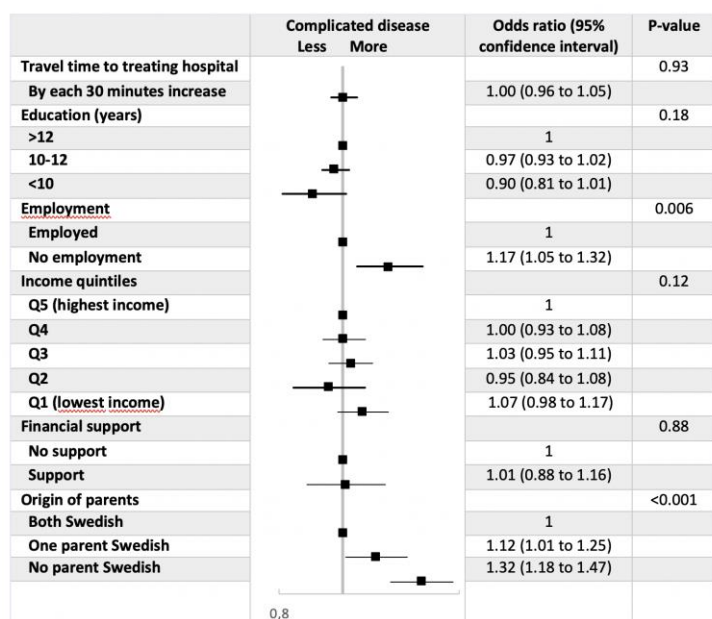 Complicated disease
Less More
Odds ratio (95% confidence interval)
P-value
Travel time to treating hospital 0.93
By each 30 minutes increase 1.00 (0.96 to 1.05)
Education (years) 0.18
>12 1
10-12 0.97 (0.93 to 1.02)
<10 0.90 (0.81 to 1.01)
Employment 0.006
Employed 1
No employment 1.17 (1.05 to 1.32)
Income quintiles 0.12
Q5 (highest income) 1
Q4 1.00 (0.93 to 1.08)
Q3 1.03 (0.95 to 1.11)
Q2 0.95 (0.84 to 1.08)
Q1 (lowest income) 1.07 (0.98 to 1.17)
Financial support 0.88
No support 1
Support 1.01 (0.88 to 1.16)
Origin of parents <0.001
Both Swedish 1
One parent Swedish 1.12 (1.01 to 1.25)
No parent Swedish 1.32 (1.18 to 1.47)
0,8